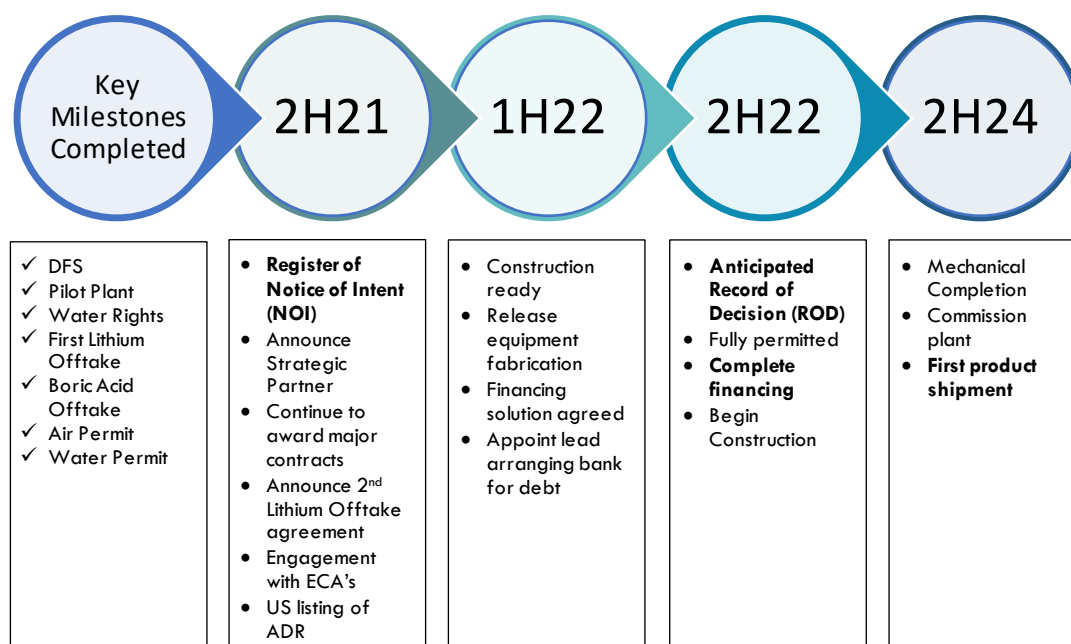 Key
Milestones
Completed
2H21
1H22
2H22
2H24
✓ DFS
✓ Pilot Plant
✓ Water Rights
✓ First Lithium
Offtake
✓ Boric Acid
Offtake
✓ Air Permit
✓ Water Permit
• Register of
Notice of Intent
(NOI)
• Announce
Strategic
Partner
• Continue to
award major
contracts
• Announce 2nd
Lithium Offtake
agreement
• Engagement
with ECA's
• US listing of
ADR
• Construction
ready
• Release
equipment
fabrication
• Financing
solution agreed
• Appoint lead
arranging bank
for debt
• Anticipated
Record of
Decision (ROD)
• Fully permitted
• Complete
financing
• Begin
Construction
• Mechanical
Completion
• Commission
plant
• First product
shipment